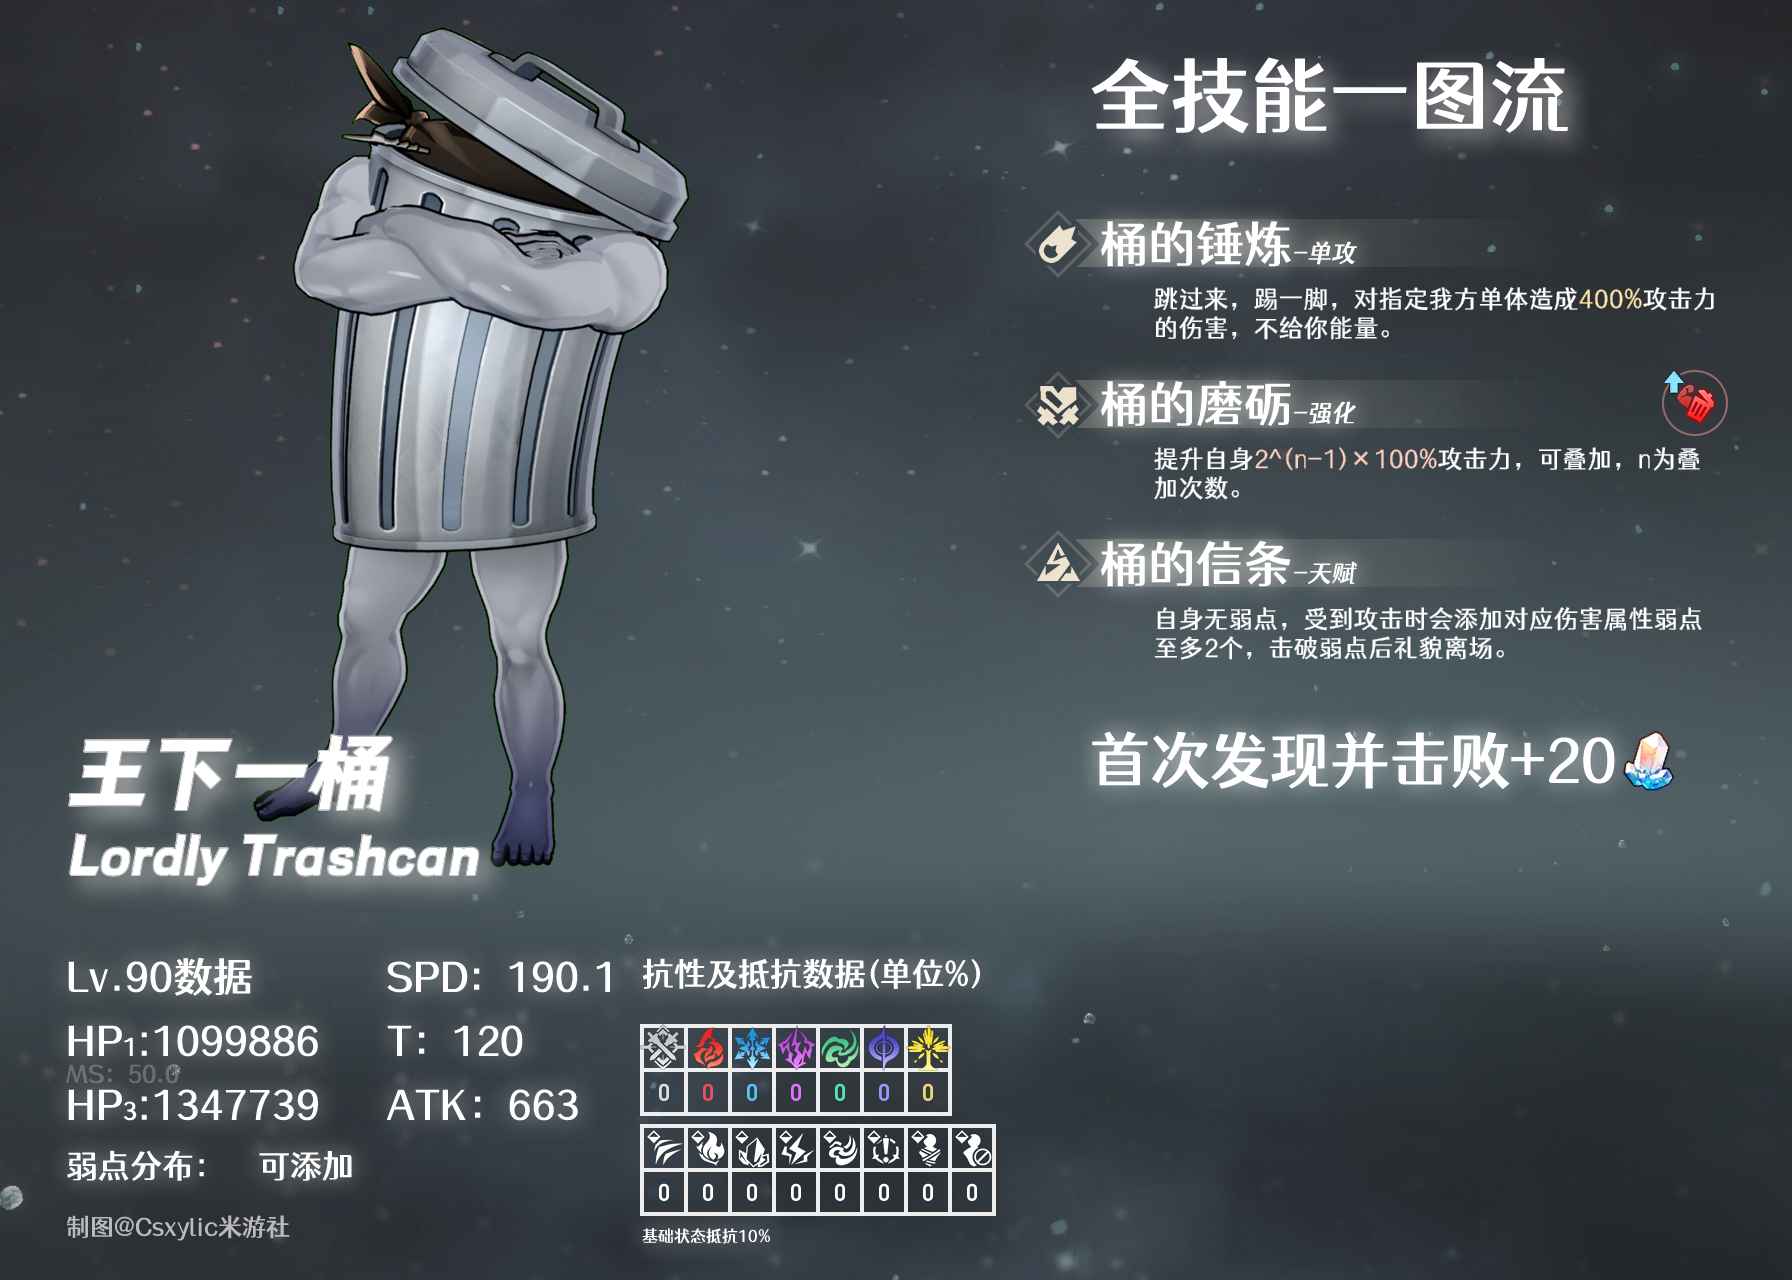 全技能一图流
桶的锤炼-单攻
跳过来，踢一脚，对指定我方单体造成400%攻击力
的伤害，不给你能量。
桶的磨砺-强化
提升自身2^(n-1)×100%攻击力，可叠加，n为叠
加次数。
桶的信条-天赋
自身无弱点，受到攻击时会添加对应伤害属性弱点
至多2个，击破弱点后礼貌离场。
首次发现并击败+20
王下一桶
Lordly Trashcan
Lv.90数据 SPD：190.1
HP1:1099886 T：120
MS：50.0
HP3:1347739 ATK：663
弱点分布： 可添加
制图@Csxylic米游社
抗性及抵抗数据(单位%)
0 0 0 0 0 0 0
0 0 0 0 0 0 0 0
基础状态抵抗10%